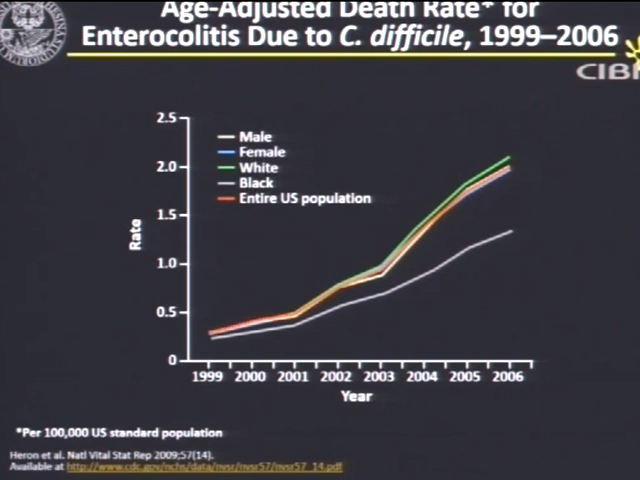 Age-Adjusted Death Rate* for
Enterocolitis Due to C. difficile, 1999–2006
CIBM
2.5
2.0
1.5
1.0
0.5
0
Rate
Male
Female
White
Black
Entire US population
1999 2000 2001 2002 2003 2004 2005 2006
Year
*Per 100,000 US standard population
Heron et al. Natl Vital Stat Rep 2009;57(14).
Available at http://www.cdc.gov/nchs/data/nvsr/nvsr57/nvsr57_14.pdf